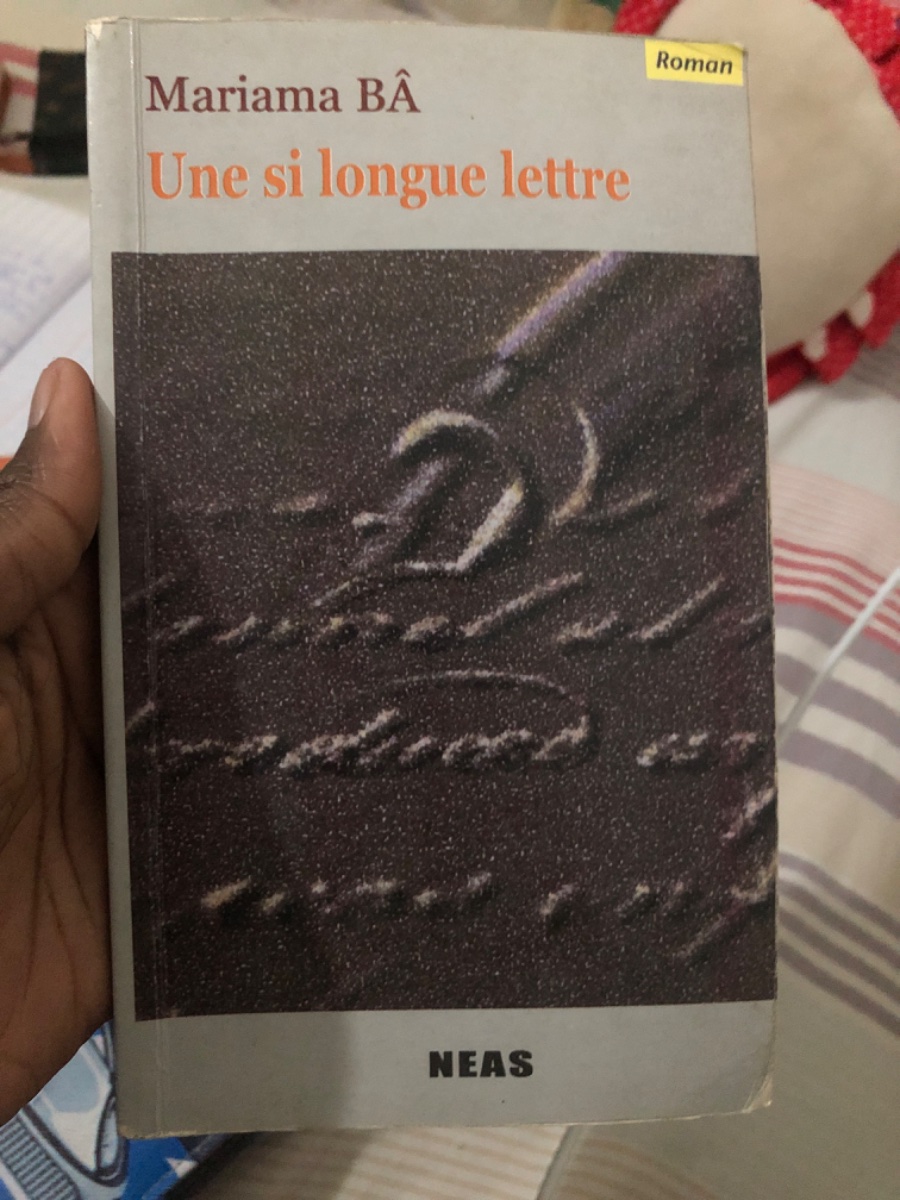 Roman
Mariama BÂ
Une si longue lettre
NEAS